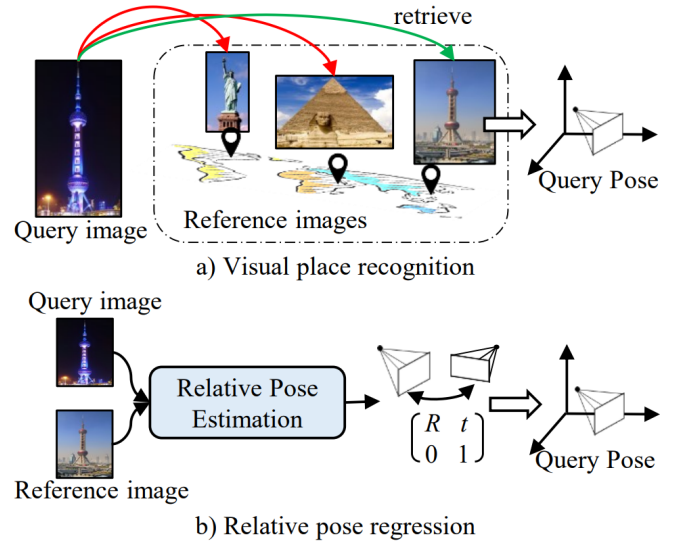 retrieve
Query image
Reference images
Query Pose
a) Visual place recognition
Query image
Reference image
Relative Pose
Estimation
R t
0 1
Query Pose
b) Relative pose regression